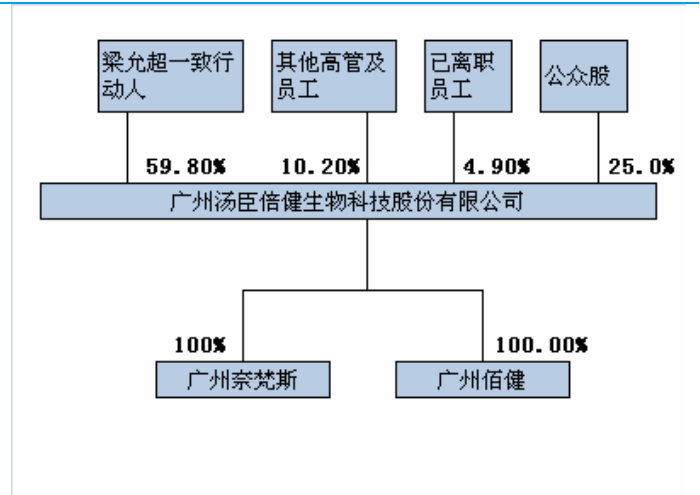 梁允超一致行
动人
其他高管及
员工
已离职
员工
公众股
59.80%
10.20%
4.90%
25.0%
广州汤臣倍健生物科技股份有限公司
100%
100.00%
广州奈梵斯
广州佰健